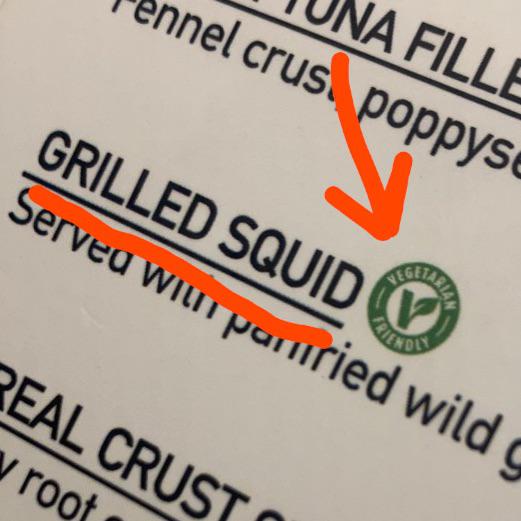 TUNA FILLE
Fennel crust, poppyse
GRILLED SQUID
VEGETARIAN
FRIENDLY
Served with panfried wild g
REAL CRUST
y root